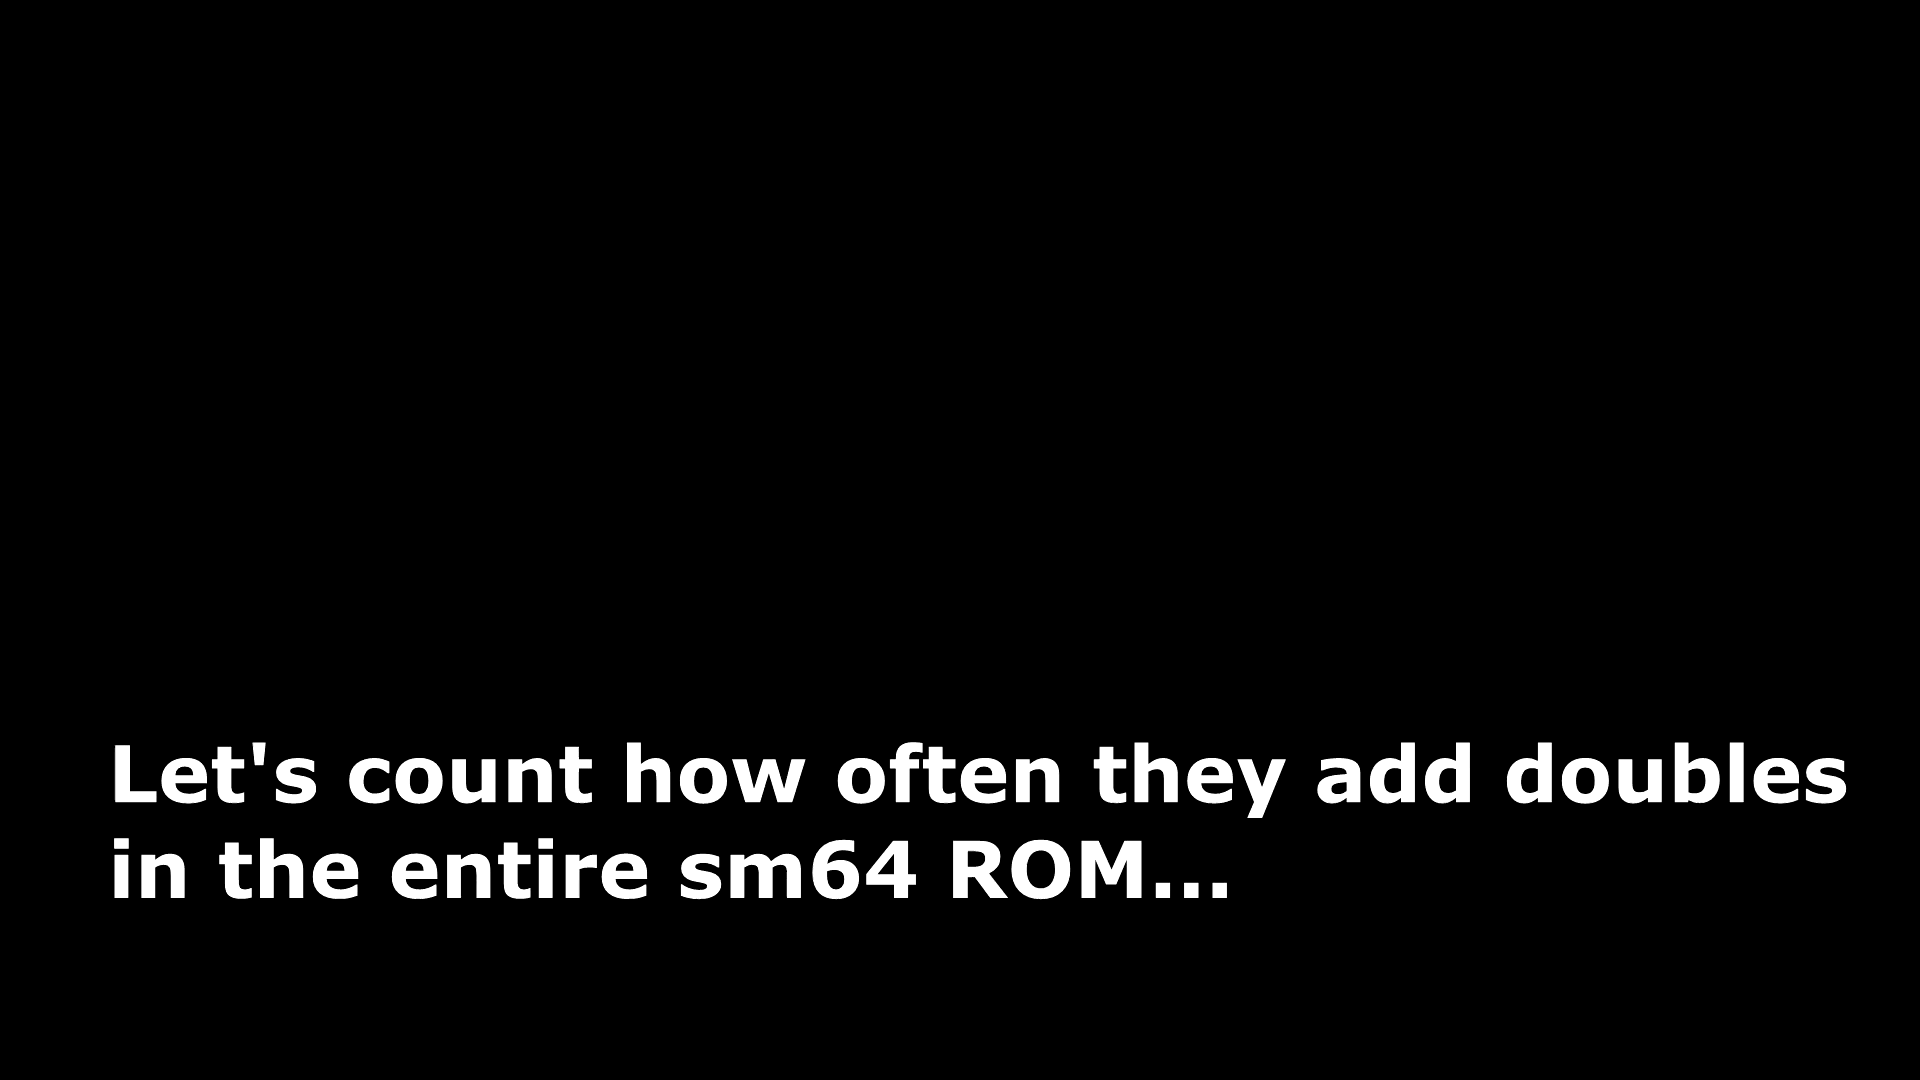 Let's count how often they add doubles
in the entire sm64 ROM...